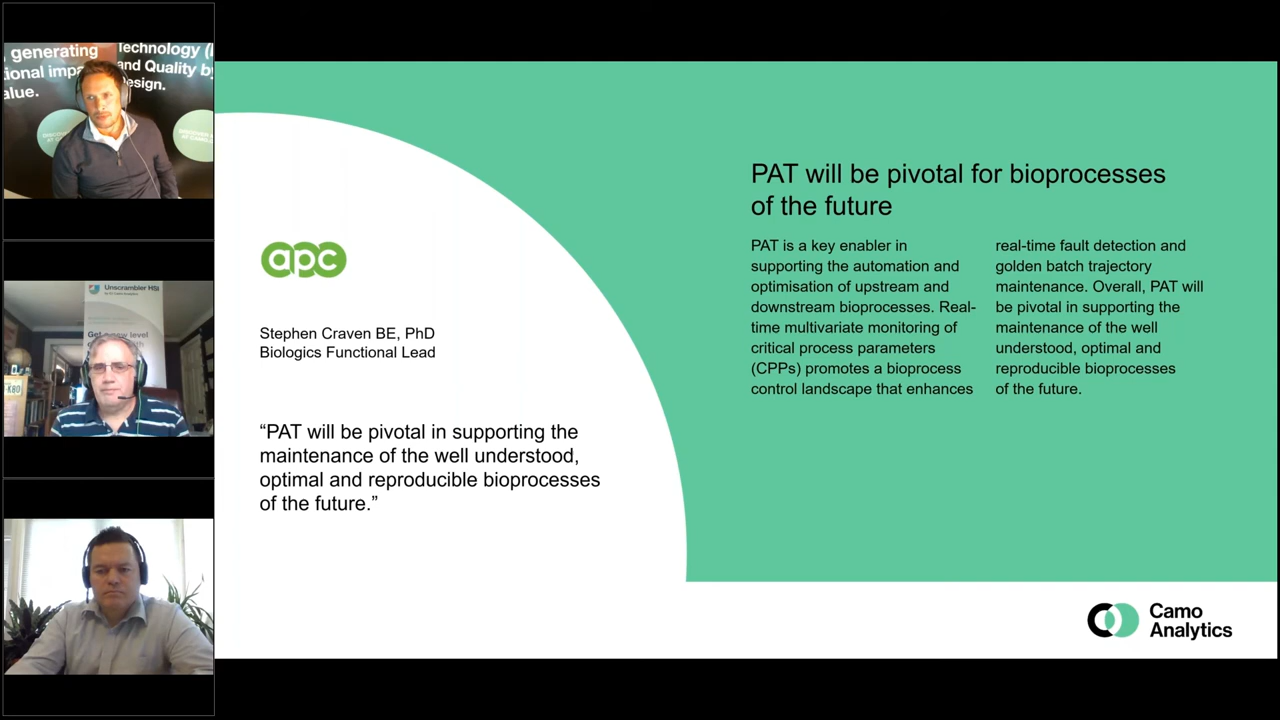 generating
tional impa
alue.
Technology (
and Quality by
Design.
Unscrambler HSI
Get a new level
K80
apc
Stephen Craven BE, PhD
Biologics Functional Lead
“PAT will be pivotal in supporting the
maintenance of the well understood,
optimal and reproducible bioprocesses
of the future.”
PAT will be pivotal for bioprocesses
of the future
PAT is a key enabler in
supporting the automation and
optimisation of upstream and
downstream bioprocesses. Real-
time multivariate monitoring of
critical process parameters
(CPPs) promotes a bioprocess
control landscape that enhances
real-time fault detection and
golden batch trajectory
maintenance. Overall, PAT will
be pivotal in supporting the
maintenance of the well
understood, optimal and
reproducible bioprocesses
of the future.
Camo
Analytics